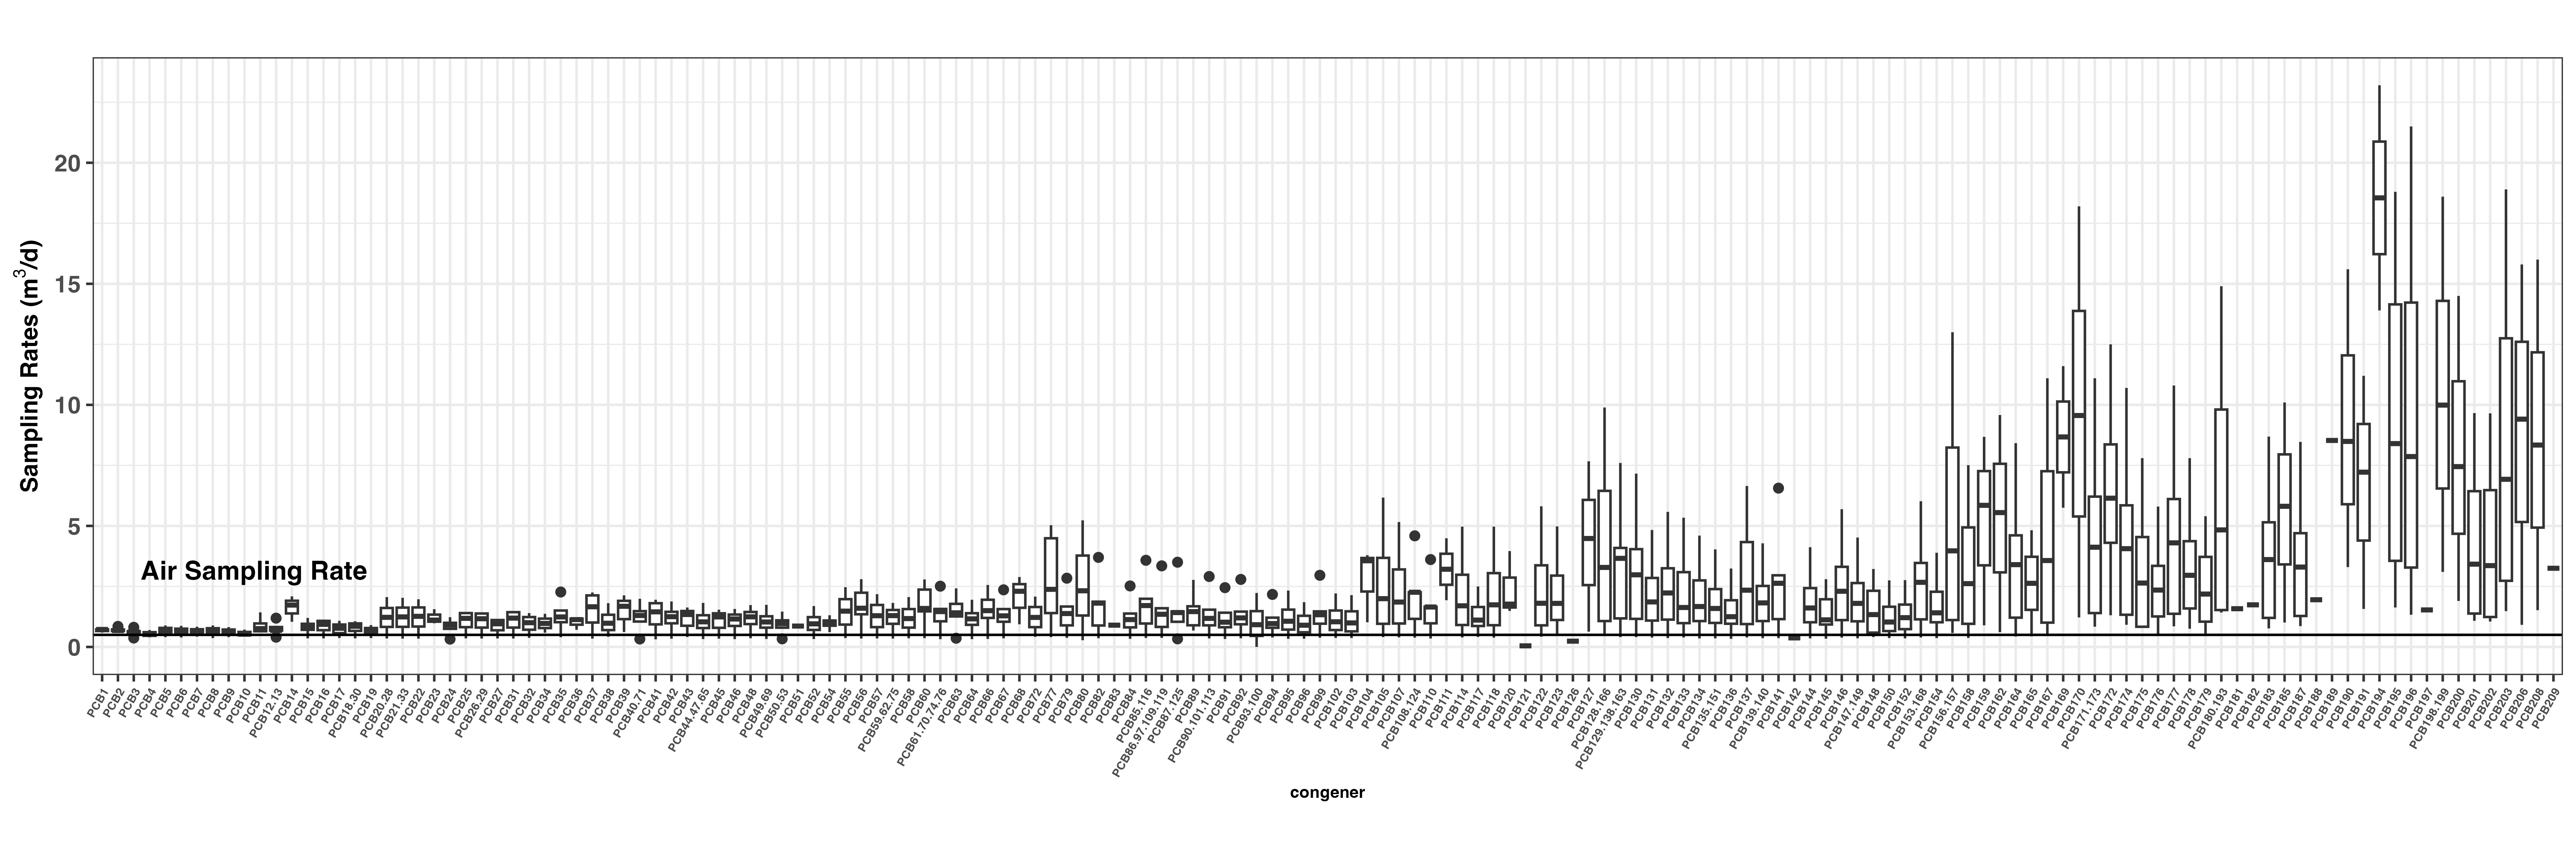 Sampling Rates (m³/d)
20
15
10
5
0
Air Sampling Rate
PCB1
PCB2
PCB3
PCB4
PCB5
PCB6
PCB7
PCB8
PCB9
PCB10
PCB11
PCB12.13
PCB14
PCB15
PCB16
PCB17
PCB18.30
PCB19
PCB20.28
PCB21.33
PCB22
PCB23
PCB24
PCB25
PCB26.29
PCB27
PCB31
PCB32
PCB34
PCB35
PCB36
PCB37
PCB38
PCB39
PCB40.71
PCB41
PCB42
PCB43
PCB44.47.65
PCB45
PCB46
PCB48
PCB49.69
PCB50.53
PCB51
PCB52
PCB54
PCB55
PCB56
PCB57
PCB59.62.75
PCB58
PCB60
PCB61.70.74.76
PCB63
PCB64
PCB66
PCB67
PCB68
PCB72
PCB77
PCB79
PCB80
PCB82
PCB83
PCB84
PCB85.116
PCB86.97.109.119
PCB87.125
PCB89
PCB90.101.113
PCB91
PCB92
PCB93.100
PCB94
PCB95
PCB96
PCB99
PCB102
PCB103
PCB104
PCB105
PCB107
PCB108.124
PCB110
PCB111
PCB114
PCB117
PCB118
PCB120
PCB121
PCB122
PCB123
PCB126
PCB127
PCB128.166
PCB129.138.163
PCB130
PCB131
PCB132
PCB133
PCB134
PCB135.151
PCB136
PCB137
PCB139.140
PCB141
PCB142
PCB144
PCB145
PCB146
PCB147.149
PCB148
PCB150
PCB152
PCB153.168
PCB154
PCB156.157
PCB158
PCB159
PCB162
PCB164
PCB165
PCB167
PCB169
PCB170
PCB171.173
PCB172
PCB174
PCB175
PCB176
PCB177
PCB178
PCB179
PCB180.193
PCB181
PCB182
PCB183
PCB185
PCB187
PCB188
PCB189
PCB190
PCB191
PCB194
PCB195
PCB196
PCB197
PCB198.199
PCB200
PCB201
PCB202
PCB203
PCB206
PCB208
PCB209
congener